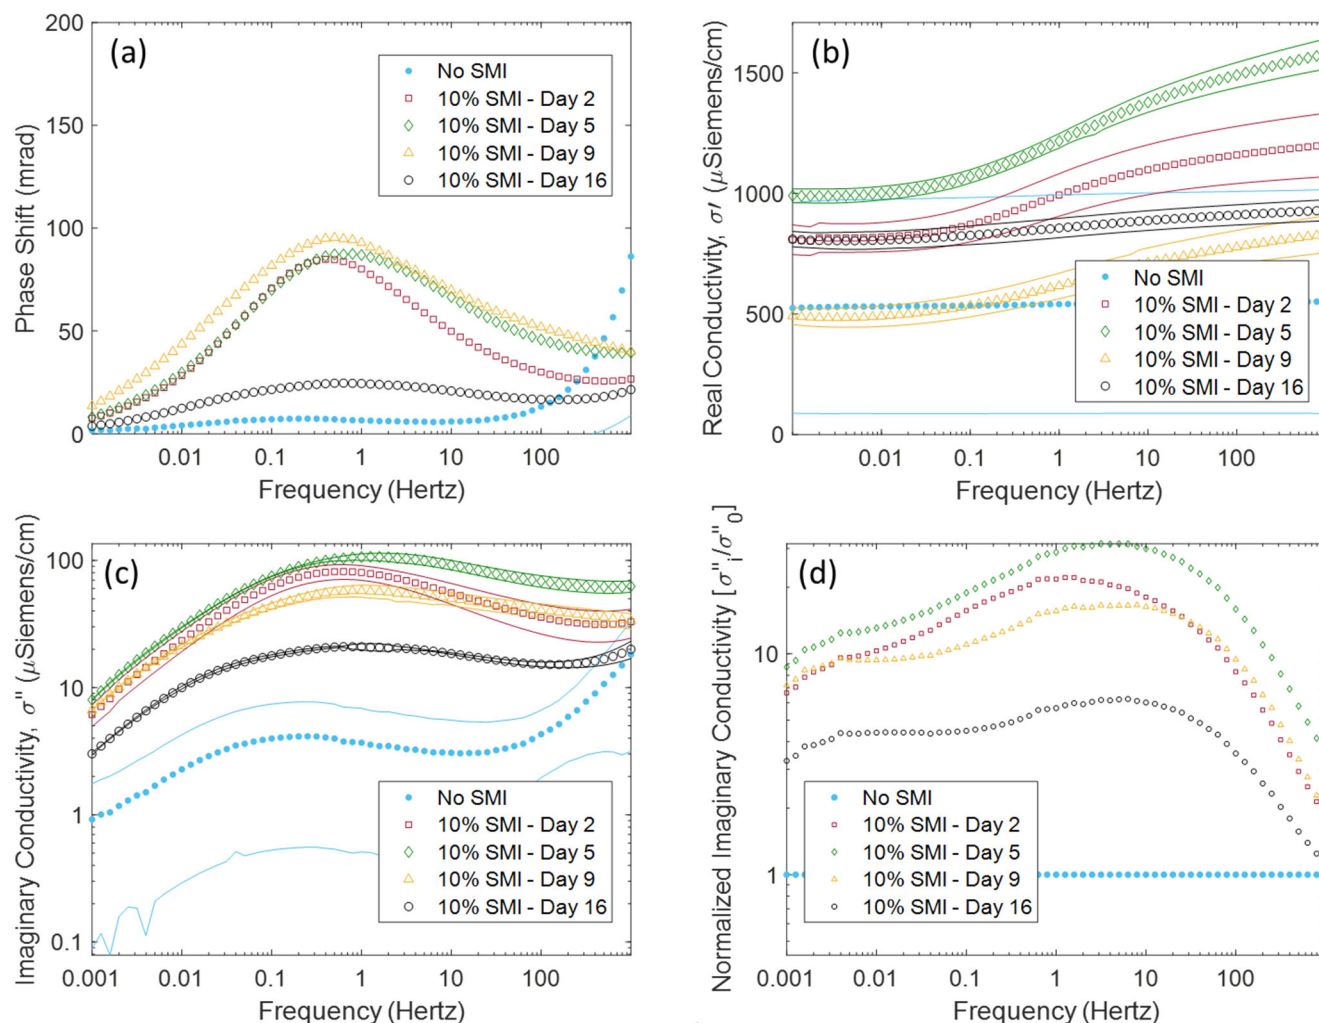 (a)
Phase Shift (mrad)
200
150
100
50
0
No SMI
10% SMI - Day 2
10% SMI - Day 5
10% SMI - Day 9
10% SMI - Day 16
0.01
0.1
1
10
100
Frequency (Hertz)
(b)
Real Conductivity, σ′ (μSiemens/cm)
1500
1000
500
0
No SMI
10% SMI - Day 2
10% SMI - Day 5
10% SMI - Day 9
10% SMI - Day 16
0.01
0.1
1
10
100
Frequency (Hertz)
(c)
Imaginary Conductivity, σ" (μSiemens/cm)
100
10
1
0.1
No SMI
10% SMI - Day 2
10% SMI - Day 5
10% SMI - Day 9
10% SMI - Day 16
0.001
0.01
0.1
1
10
100
Frequency (Hertz)
(d)
Normalized Imaginary Conductivity [σ"i/σ"0]
10
1
No SMI
10% SMI - Day 2
10% SMI - Day 5
10% SMI - Day 9
10% SMI - Day 16
0.001
0.01
0.1
1
10
100
Frequency (Hertz)